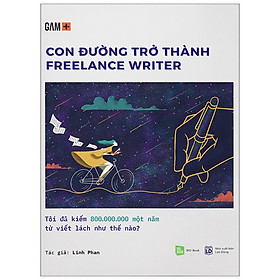 GAM+
CON ĐƯỜNG TRỞ THÀNH
FREELANCE WRITER
Tôi đã kiếm 800.000.000 một năm
từ viết lách như thế nào?
Tác giả: Linh Phan